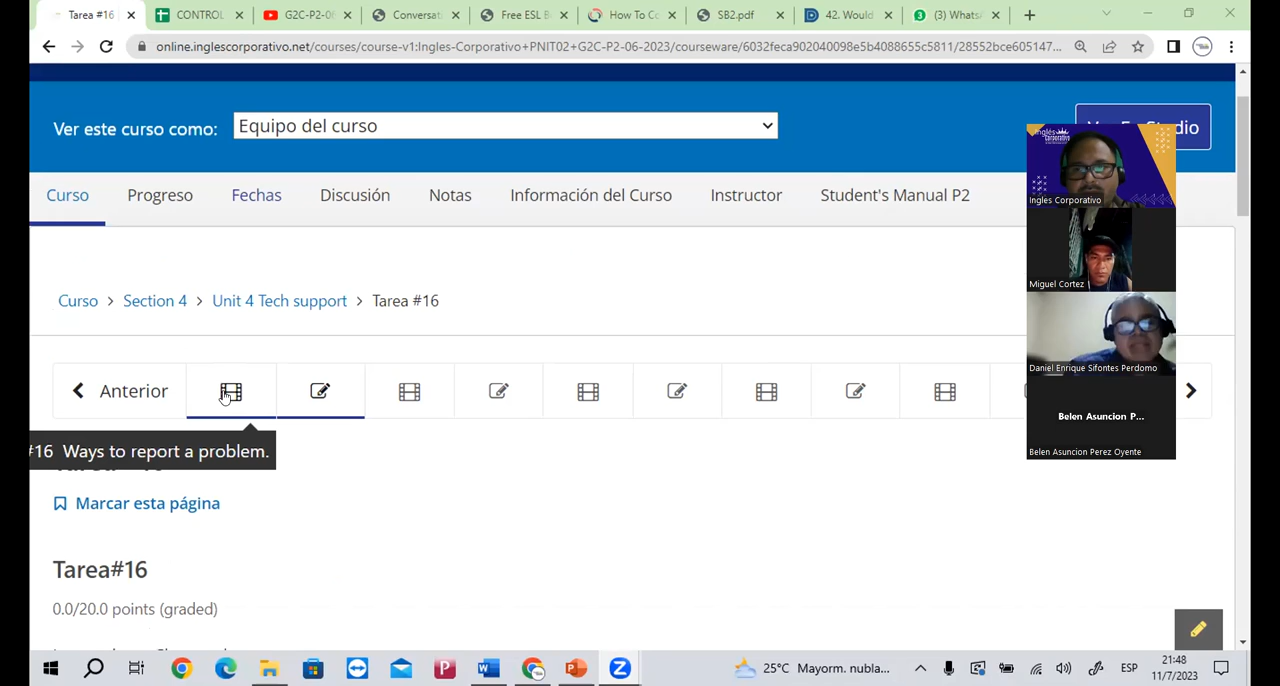 Tarea #16
CONTROL
G2C-P2-0
Conversat
Free ESL B
How To Co
SB2.pdf
42. Would
(3) Whats
online.inglescorporativo.net/courses/course-v1:Ingles-Corporativo+PNIT02+G2C-P2-06-2023/courseware/6032feca902040098e5b4088655c5811/28552bce605147...
Ver este curso como:
Equipo del curso
dio
Inglés
Corporativo
Ingles Corporativo
Curso
Progreso
Fechas
Discusión
Notas
Información del Curso
Instructor
Student's Manual P2
Miguel Cortez
Curso > Section 4 > Unit 4 Tech support > Tarea #16
Daniel Enrique Sifontes Perdomo
Anterior
Belen Asuncion P...
Belen Asuncion Perez Oyente
#16 Ways to report a problem.
Marcar esta página
Tarea#16
0.0/20.0 points (graded)
25°C Mayorm. nubla...
ESP
21:48
11/7/2023